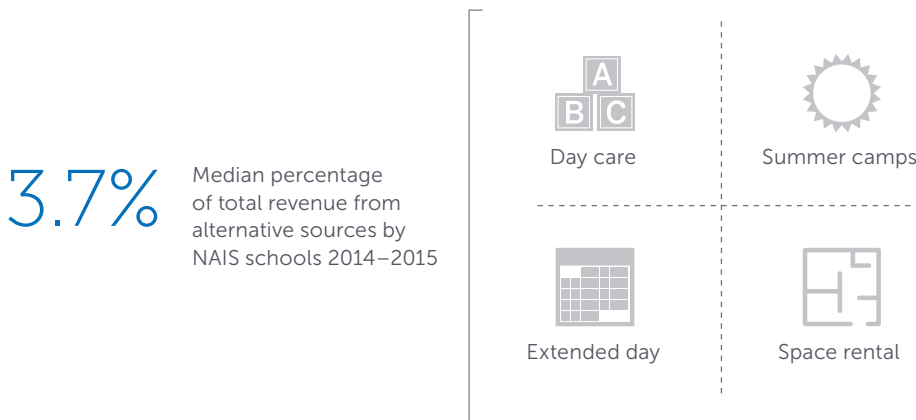 3.7%
Median percentage
of total revenue from
alternative sources by
NAIS schools 2014–2015
A
B C
Day care
Summer camps
Extended day
Space rental